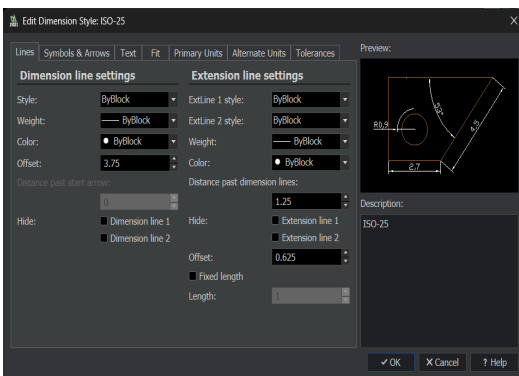 Edit Dimension Style: ISO-25
Lines Symbols & Arrows Text Fit Primary Units Alternate Units Tolerances
Dimension line settings
Style: ByBlock
Weight: ByBlock
Color: ByBlock
Offset: 3.75
Distance past start arrow:
0
Hide: Dimension line 1
Dimension line 2
Extension line settings
ExtLine 1 style: ByBlock
ExtLine 2 style: ByBlock
Weight: ByBlock
Color: ByBlock
Distance past dimension lines:
1.25
Hide: Extension line 1
Extension line 2
Offset: 0.625
Fixed length
Length: 1
Preview:
53°
R0,9
4,5
2,7
Description:
ISO-25
OK Cancel ? Help